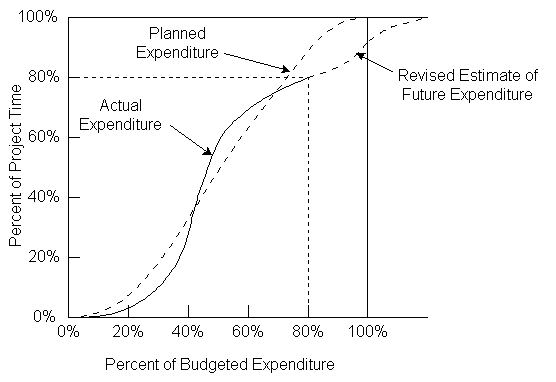 100%
Planned
Expenditure
80%
Revised Estimate of
Future Expenditure
Actual
Expenditure
60%
40%
20%
0%
Percent of Project Time
0% 20% 40% 60% 80% 100%
Percent of Budgeted Expenditure